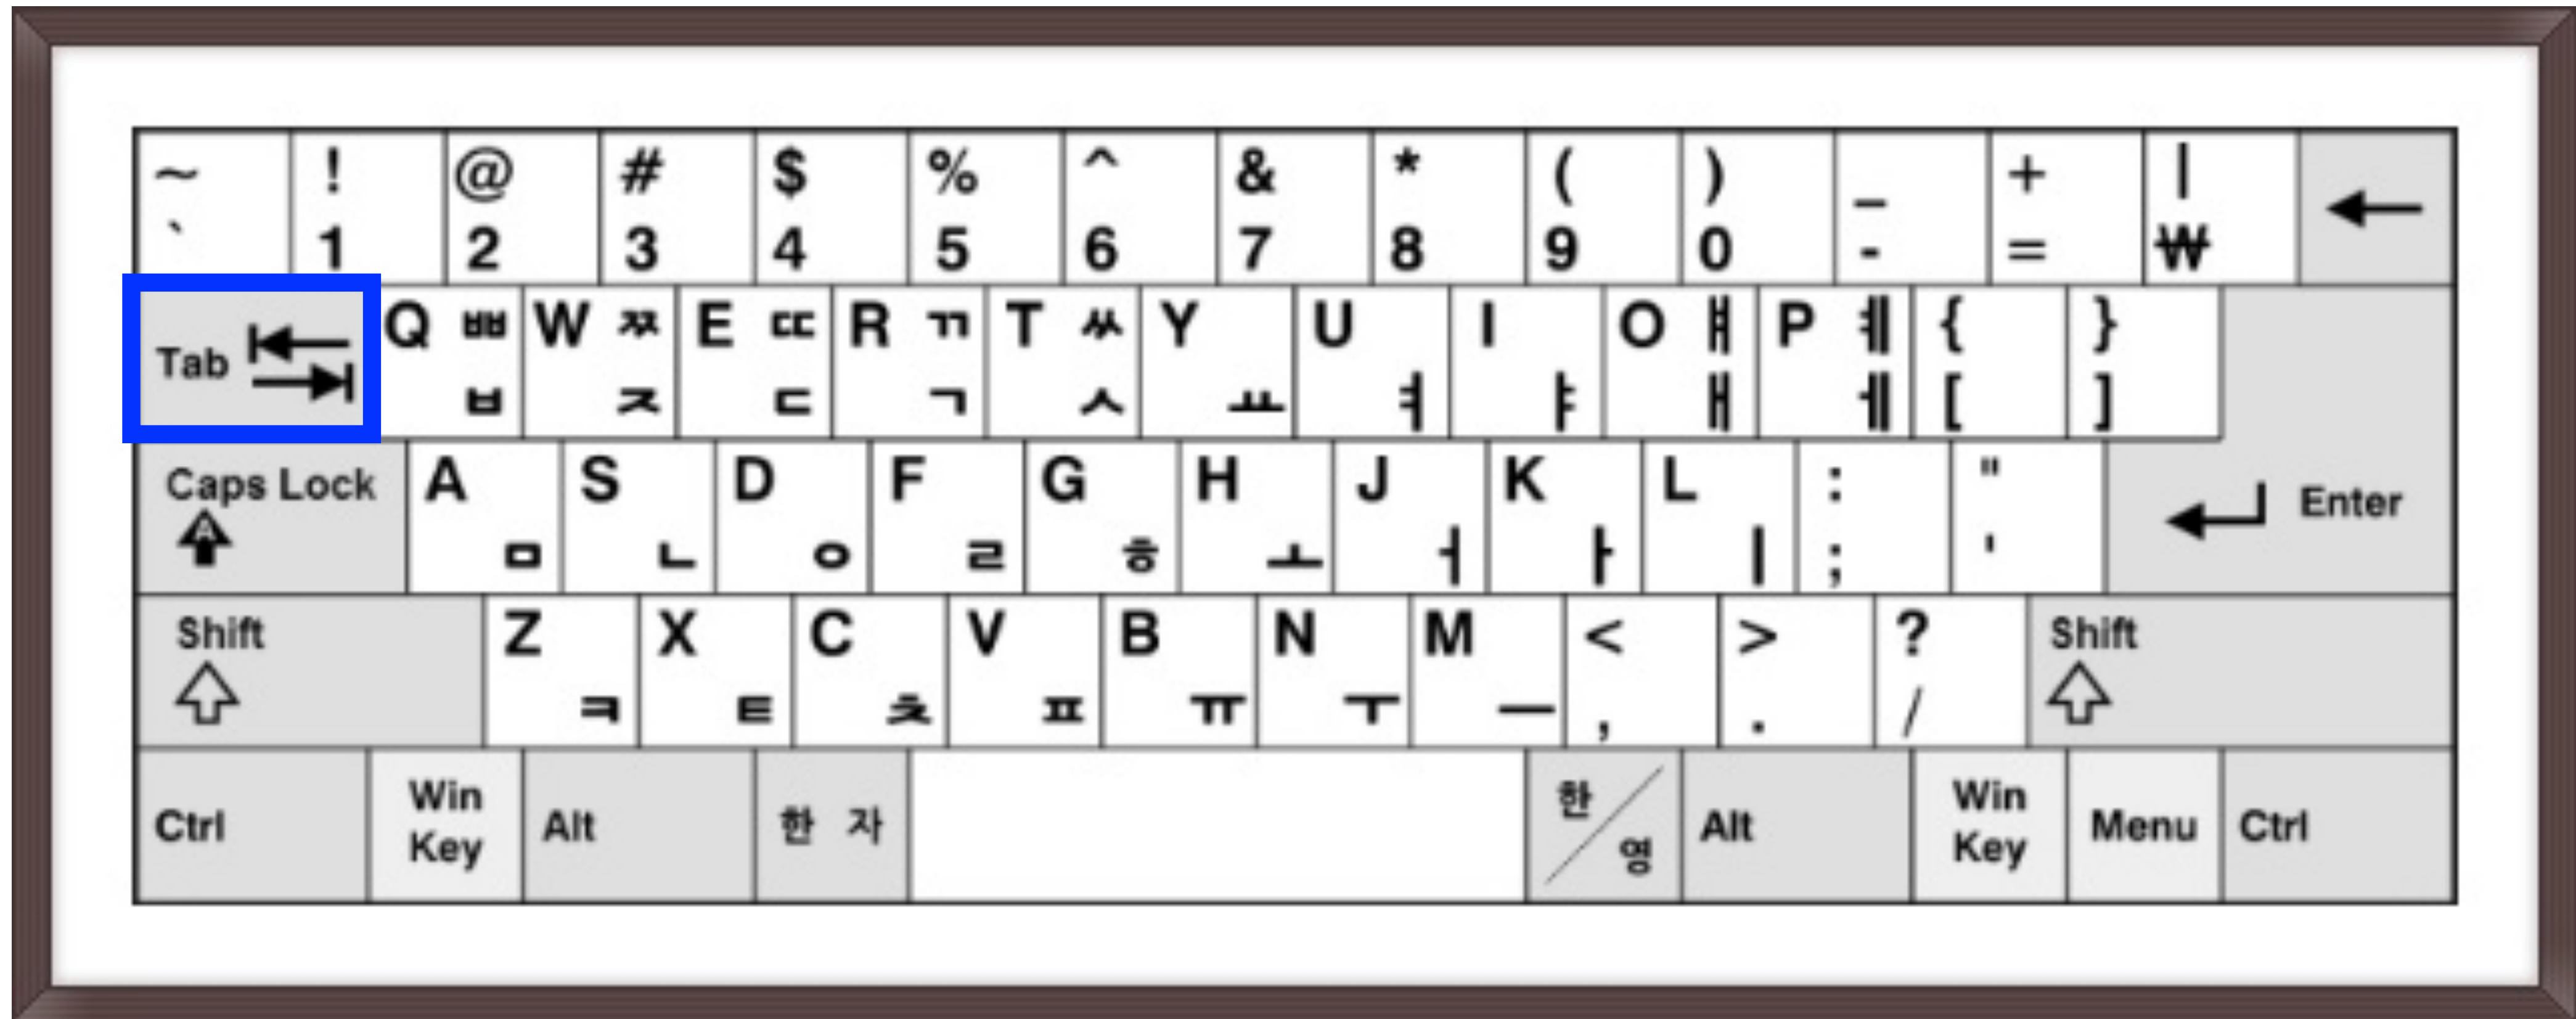 ~ ! @ # $ % ^ & * ( ) _ + |
` 1 2 3 4 5 6 7 8 9 0 - = ₩
Tab Q ㅃ W ㅉ E ㄸ R ㄲ T ㅆ Y U I O ㅒ P ㅖ { }
ㅂ ㅈ ㄷ ㄱ ㅅ ㅛ ㅕ ㅑ ㅐ ㅔ [ ]
Caps Lock A S D F G H J K L : " Enter
A ㅁ ㄴ ㅇ ㄹ ㅎ ㅗ ㅓ ㅏ ㅣ ; '
Shift Z X C V B N M < > ? Shift
ㅋ ㅌ ㅊ ㅍ ㅠ ㅜ ㅡ , . /
Ctrl Win Key Alt 한 자 한/영 Alt Win Key Menu Ctrl